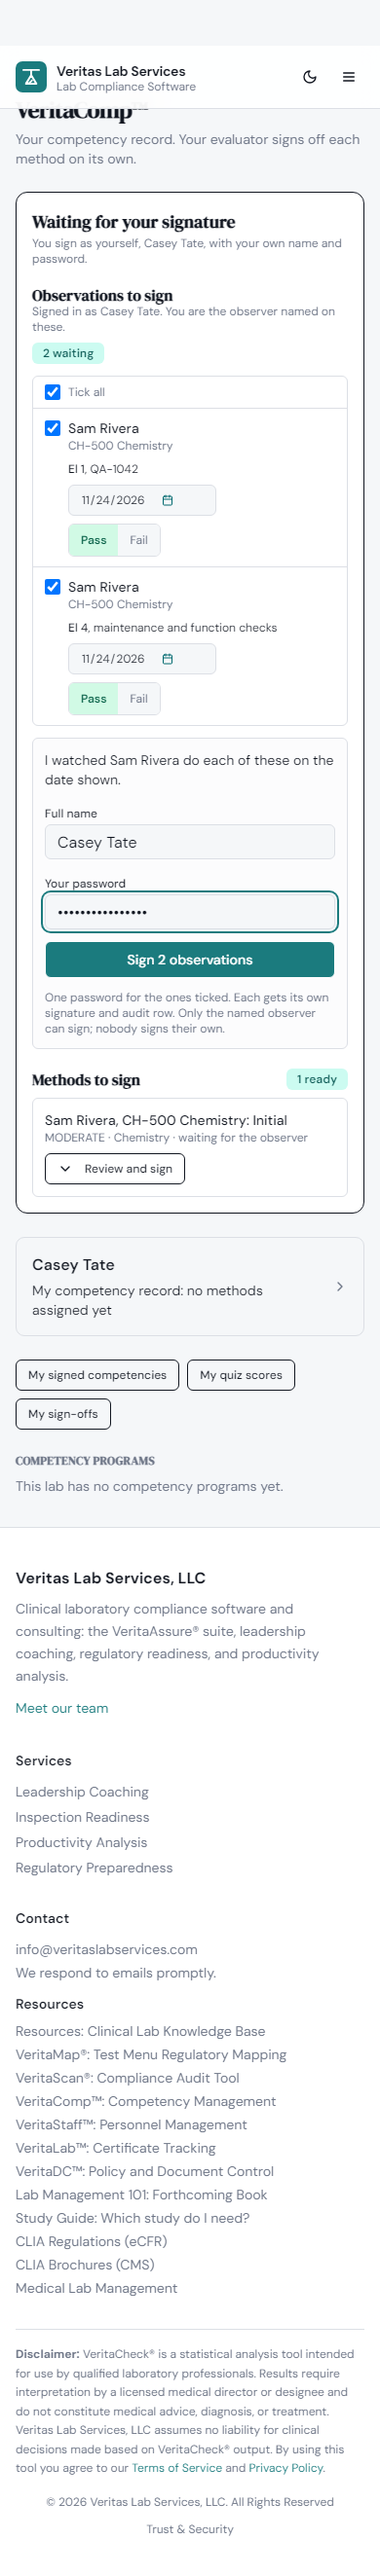 Veritas Lab Services
Lab Compliance Software
VeritaComp™
Your competency record. Your evaluator signs off each
method on its own.
Waiting for your signature
You sign as yourself, Casey Tate, with your own name and
password.
Observations to sign
Signed in as Casey Tate. You are the observer named on
these.
2 waiting
Tick all
Sam Rivera
CH-500 Chemistry
El 1, QA-1042
11/24/2026
Pass Fail
Sam Rivera
CH-500 Chemistry
El 4, maintenance and function checks
11/24/2026
Pass Fail
I watched Sam Rivera do each of these on the
date shown.
Full name
Casey Tate
Your password
••••••••••••••••
Sign 2 observations
One password for the ones ticked. Each gets its own
signature and audit row. Only the named observer
can sign; nobody signs their own.
Methods to sign 1 ready
Sam Rivera, CH-500 Chemistry: Initial
MODERATE · Chemistry · waiting for the observer
Review and sign
Casey Tate
My competency record: no methods
assigned yet
My signed competencies My quiz scores
My sign-offs
COMPETENCY PROGRAMS
This lab has no competency programs yet.
Veritas Lab Services, LLC
Clinical laboratory compliance software and
consulting: the VeritaAssure® suite, leadership
coaching, regulatory readiness, and productivity
analysis.
Meet our team
Services
Leadership Coaching
Inspection Readiness
Productivity Analysis
Regulatory Preparedness
Contact
info@veritaslabservices.com
We respond to emails promptly.
Resources
Resources: Clinical Lab Knowledge Base
VeritaMap®: Test Menu Regulatory Mapping
VeritaScan®: Compliance Audit Tool
VeritaComp™: Competency Management
VeritaStaff™: Personnel Management
VeritaLab™: Certificate Tracking
VeritaDC™: Policy and Document Control
Lab Management 101: Forthcoming Book
Study Guide: Which study do I need?
CLIA Regulations (eCFR)
CLIA Brochures (CMS)
Medical Lab Management
Disclaimer: VeritaCheck® is a statistical analysis tool intended
for use by qualified laboratory professionals. Results require
interpretation by a licensed medical director or designee and
do not constitute medical advice, diagnosis, or treatment.
Veritas Lab Services, LLC assumes no liability for clinical
decisions made based on VeritaCheck® output. By using this
tool you agree to our Terms of Service and Privacy Policy.
© 2026 Veritas Lab Services, LLC. All Rights Reserved
Trust & Security